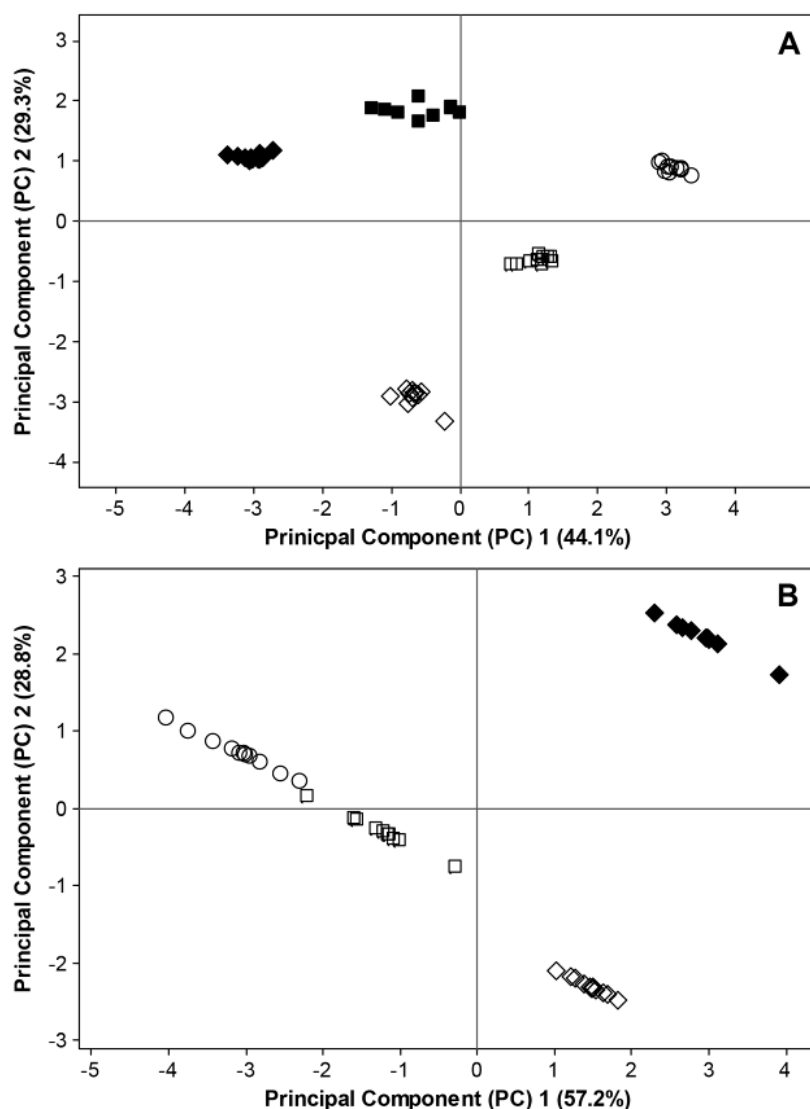 A
3
2
1
0
-1
-2
-3
-4
Principal Component (PC) 2 (29.3%)
-5 -4 -3 -2 -1 0 1 2 3 4
Prinicpal Component (PC) 1 (44.1%)
B
3
2
1
0
-1
-2
-3
Principal Component (PC) 2 (28.8%)
-5 -4 -3 -2 -1 0 1 2 3 4
Principal Component (PC) 1 (57.2%)